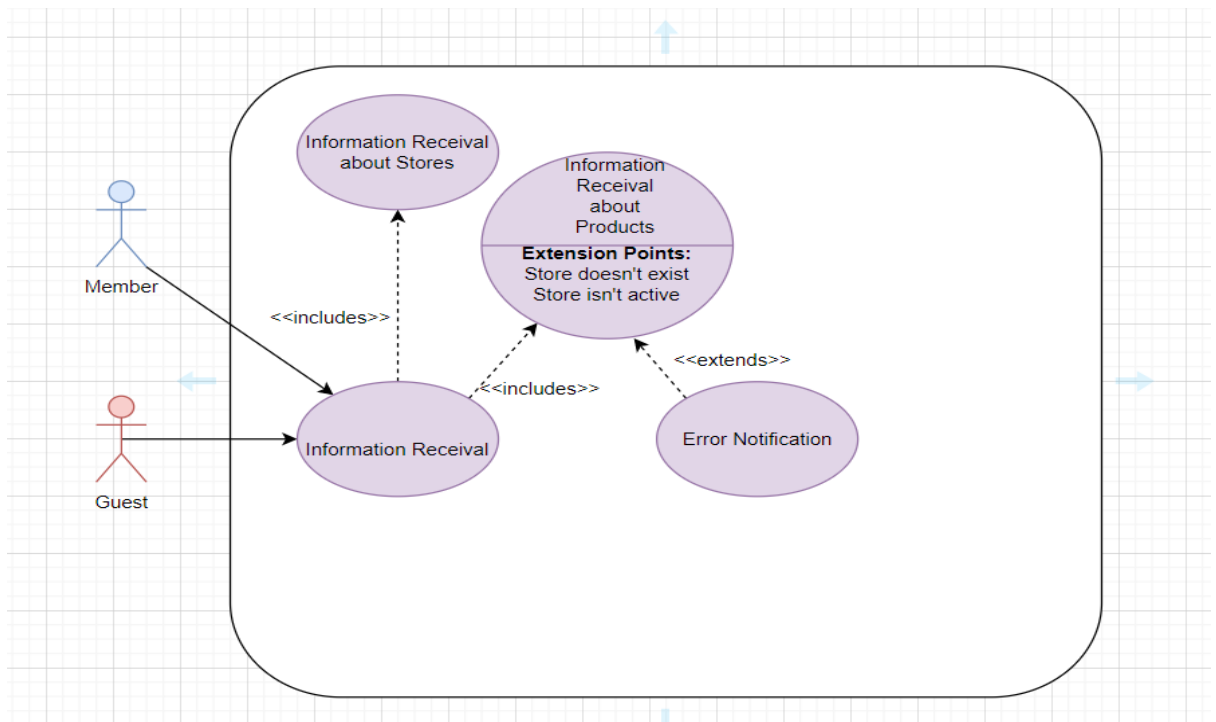 Information Receival
about Stores
Information
Receival
about
Products
Extension Points:
Store doesn't exist
Store isn't active
Member
<<includes>>
<<extends>>
<<includes>>
Information Receival
Error Notification
Guest